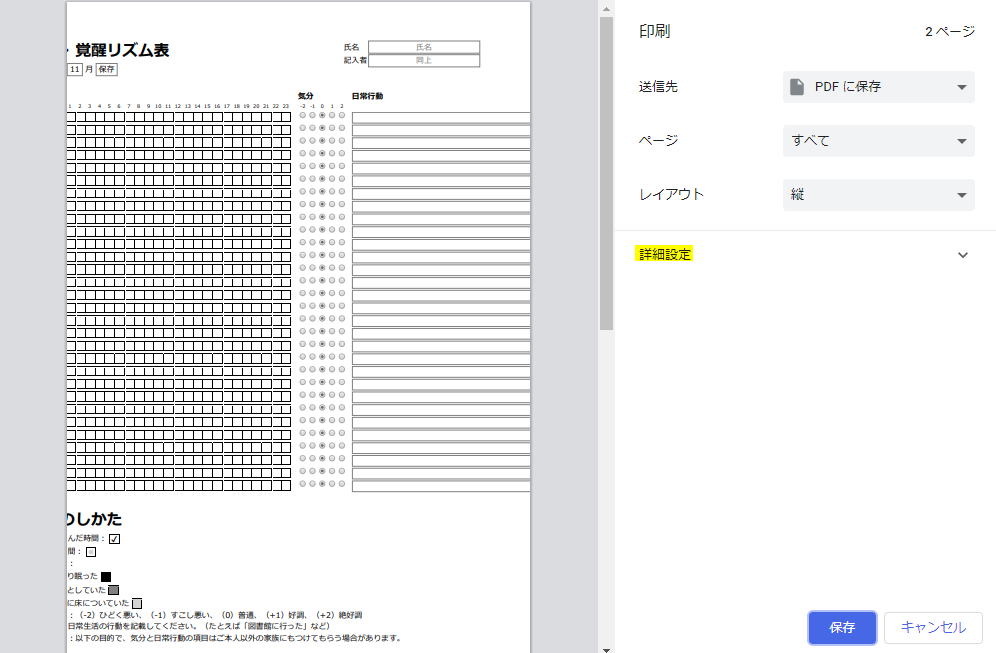 ・覚醒リズム表
11 月 保存
氏名 氏名
記入者 同上
気分 日常行動
1 2 3 4 5 6 7 8 9 10 11 12 13 14 15 16 17 18 19 20 21 22 23 -2 -1 0 1 2
のしかた
んだ時間：
間：
：
り眠った
としていた
に床についていた
：（-2）ひどく悪い、（-1）すこし悪い、（0）普通、（+1）好調、（+2）絶好調
日常生活の行動を記載してください。（たとえば「図書館に行った」など）
：以下の目的で、気分と日常行動の項目はご本人以外の家族にもつけてもらう場合があります。
印刷 2 ページ
送信先 PDF に保存
ページ すべて
レイアウト 縦
詳細設定
保存 キャンセル